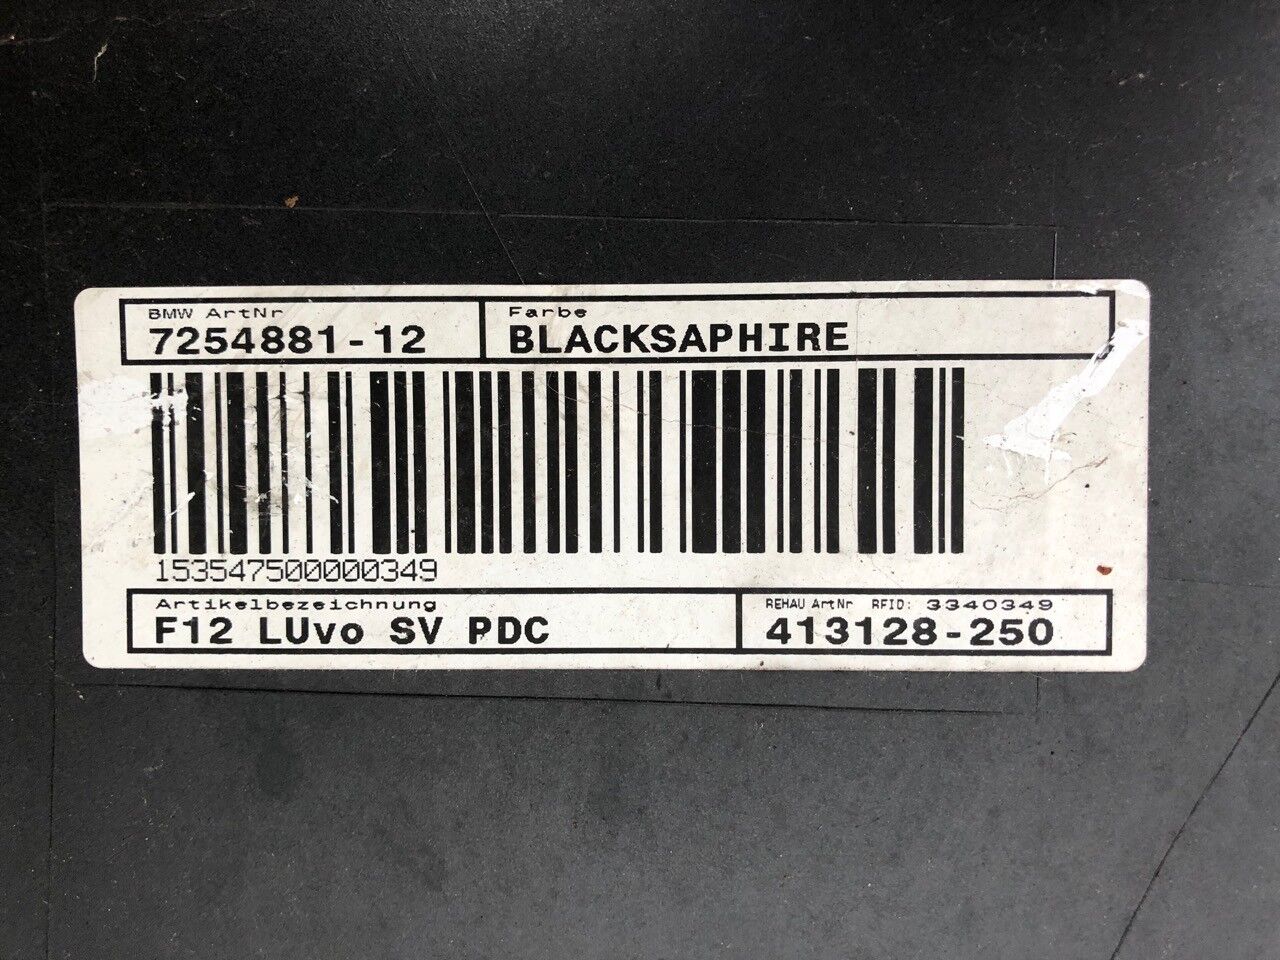 BMW ArtNr Farbe
7254881-12 BLACKSAPHIRE
153547500000349
Artikelbezeichnung REHAU ArtNr RFID: 3340349
F12 LUvo SV PDC 413128-250